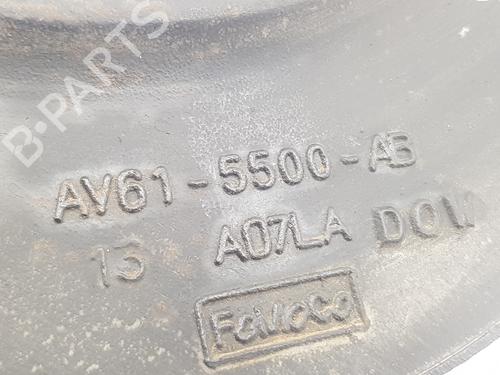 B-PARTS
AV61-5500-AB
13 A07LA DOW
FoMoCo